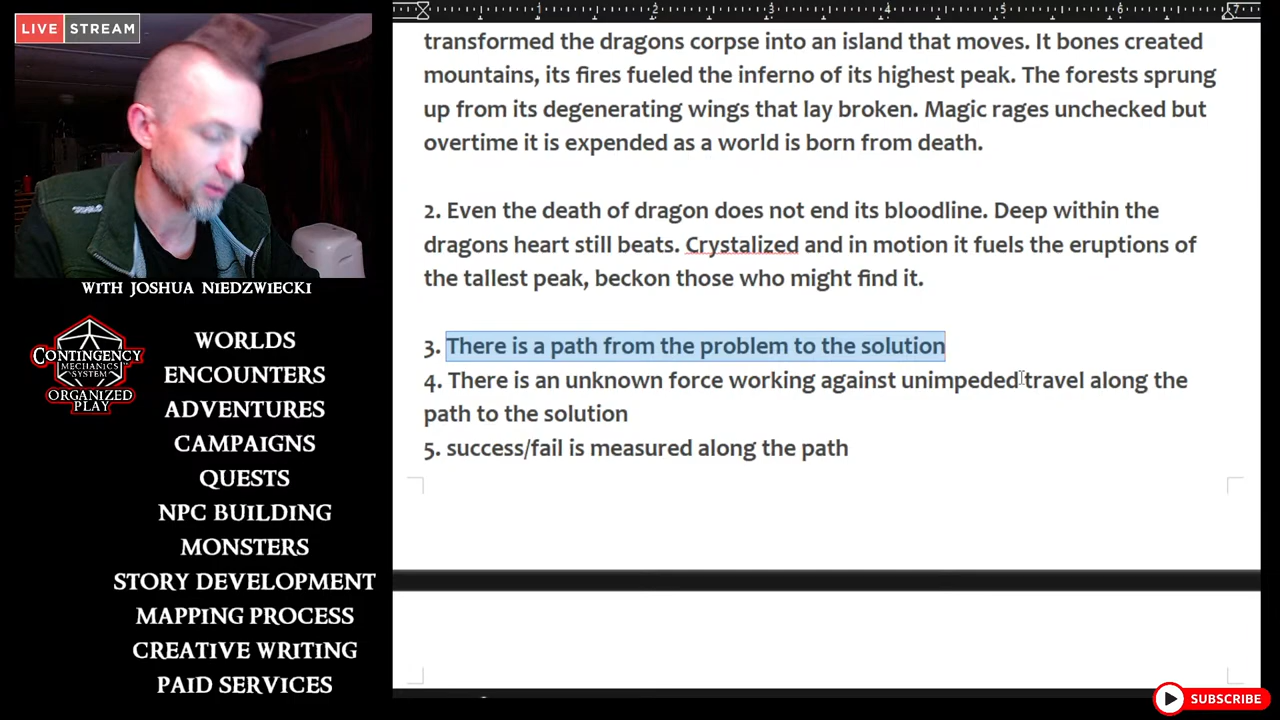 LIVE STREAM
WITH JOSHUA NIEDZWIECKI
CONTINGENCY
MECHANICS
SYSTEM
ORGANIZED
PLAY
WORLDS
ENCOUNTERS
ADVENTURES
CAMPAIGNS
QUESTS
NPC BUILDING
MONSTERS
STORY DEVELOPMENT
MAPPING PROCESS
CREATIVE WRITING
PAID SERVICES
1 2 3 4 5 6 7
transformed the dragons corpse into an island that moves. It bones created
mountains, its fires fueled the inferno of its highest peak. The forests sprung
up from its degenerating wings that lay broken. Magic rages unchecked but
overtime it is expended as a world is born from death.
2. Even the death of dragon does not end its bloodline. Deep within the
dragons heart still beats. Crystalized and in motion it fuels the eruptions of
the tallest peak, beckon those who might find it.
3. There is a path from the problem to the solution
4. There is an unknown force working against unimpeded travel along the
path to the solution
5. success/fail is measured along the path
SUBSCRIBE